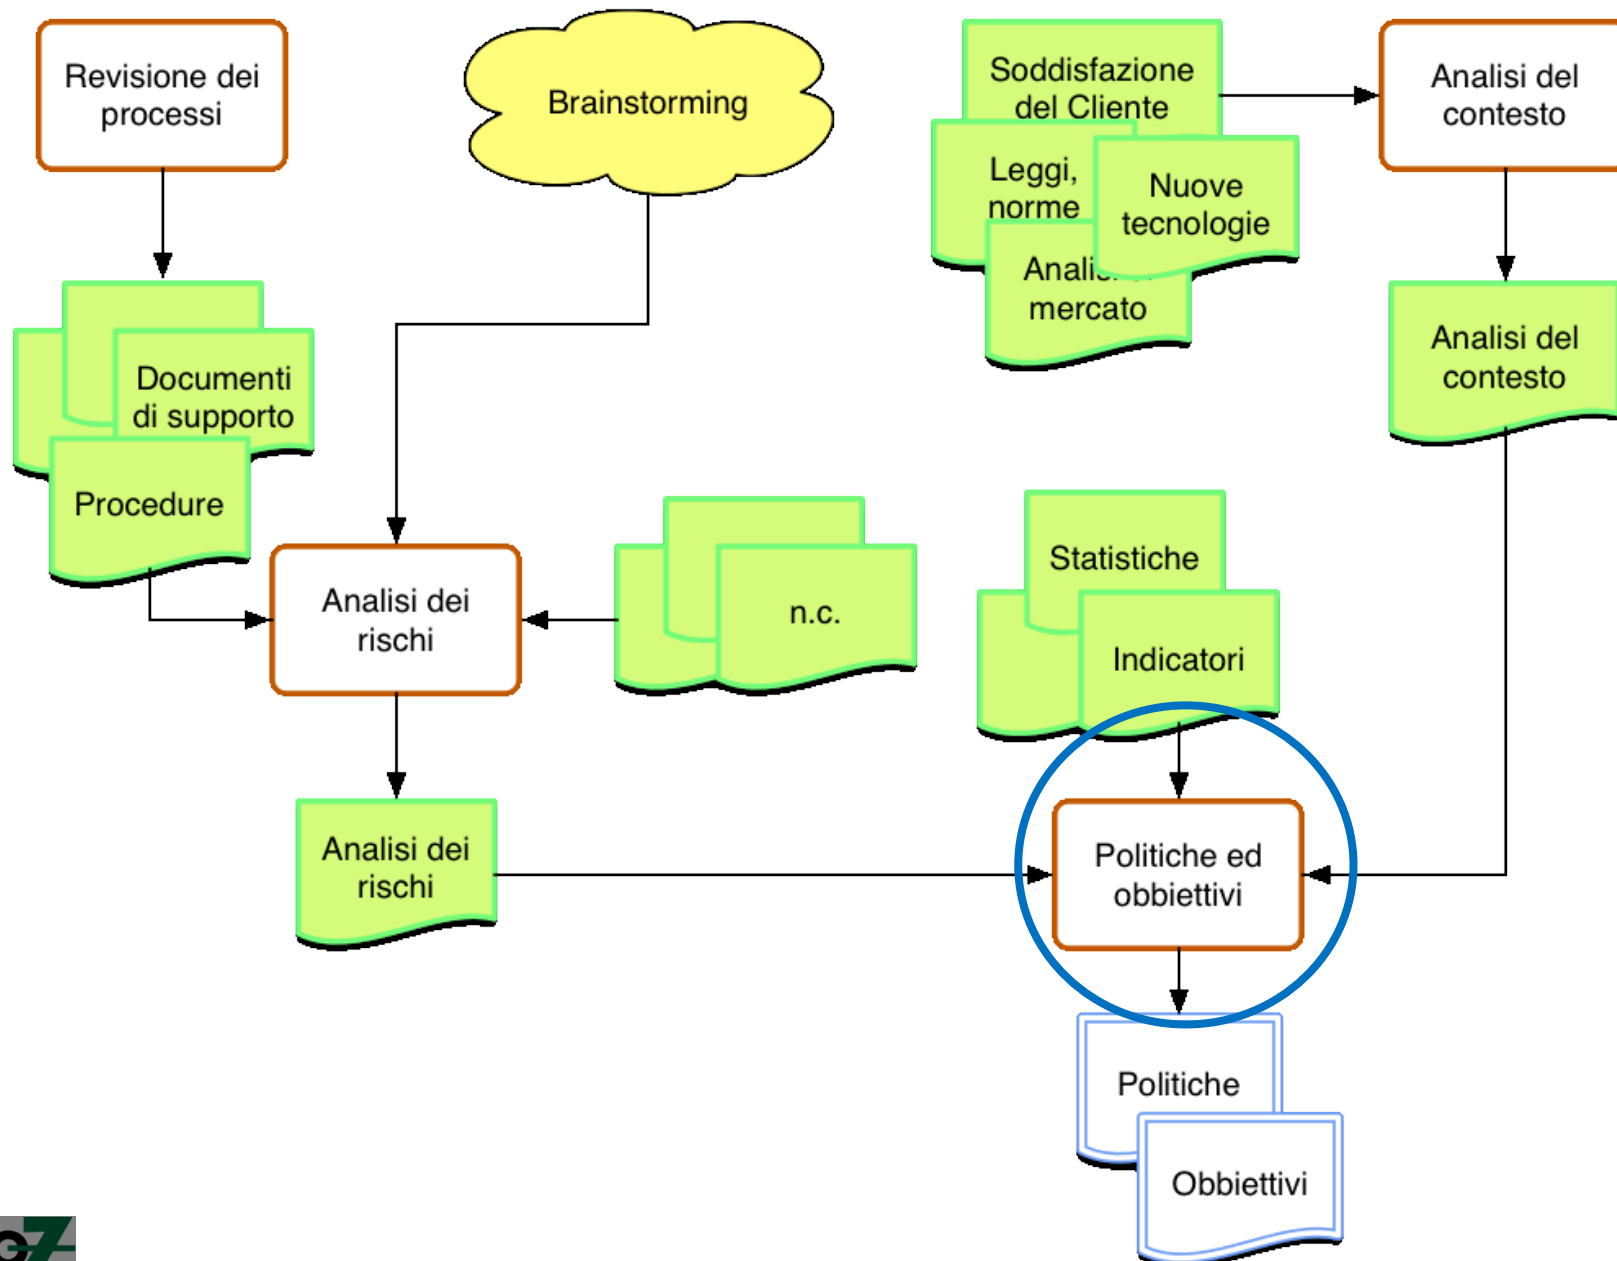 Revisione dei
processi
Brainstorming
Soddisfazione
del Cliente
Analisi del
contesto
Leggi,
norme
Nuove
tecnologie
mercato
Documenti
di supporto
Procedure
Analisi del
contesto
Analisi dei
rischi
n.c.
Statistiche
Indicatori
Analisi dei
rischi
Politiche ed
obbiettivi
Politiche
Obbiettivi